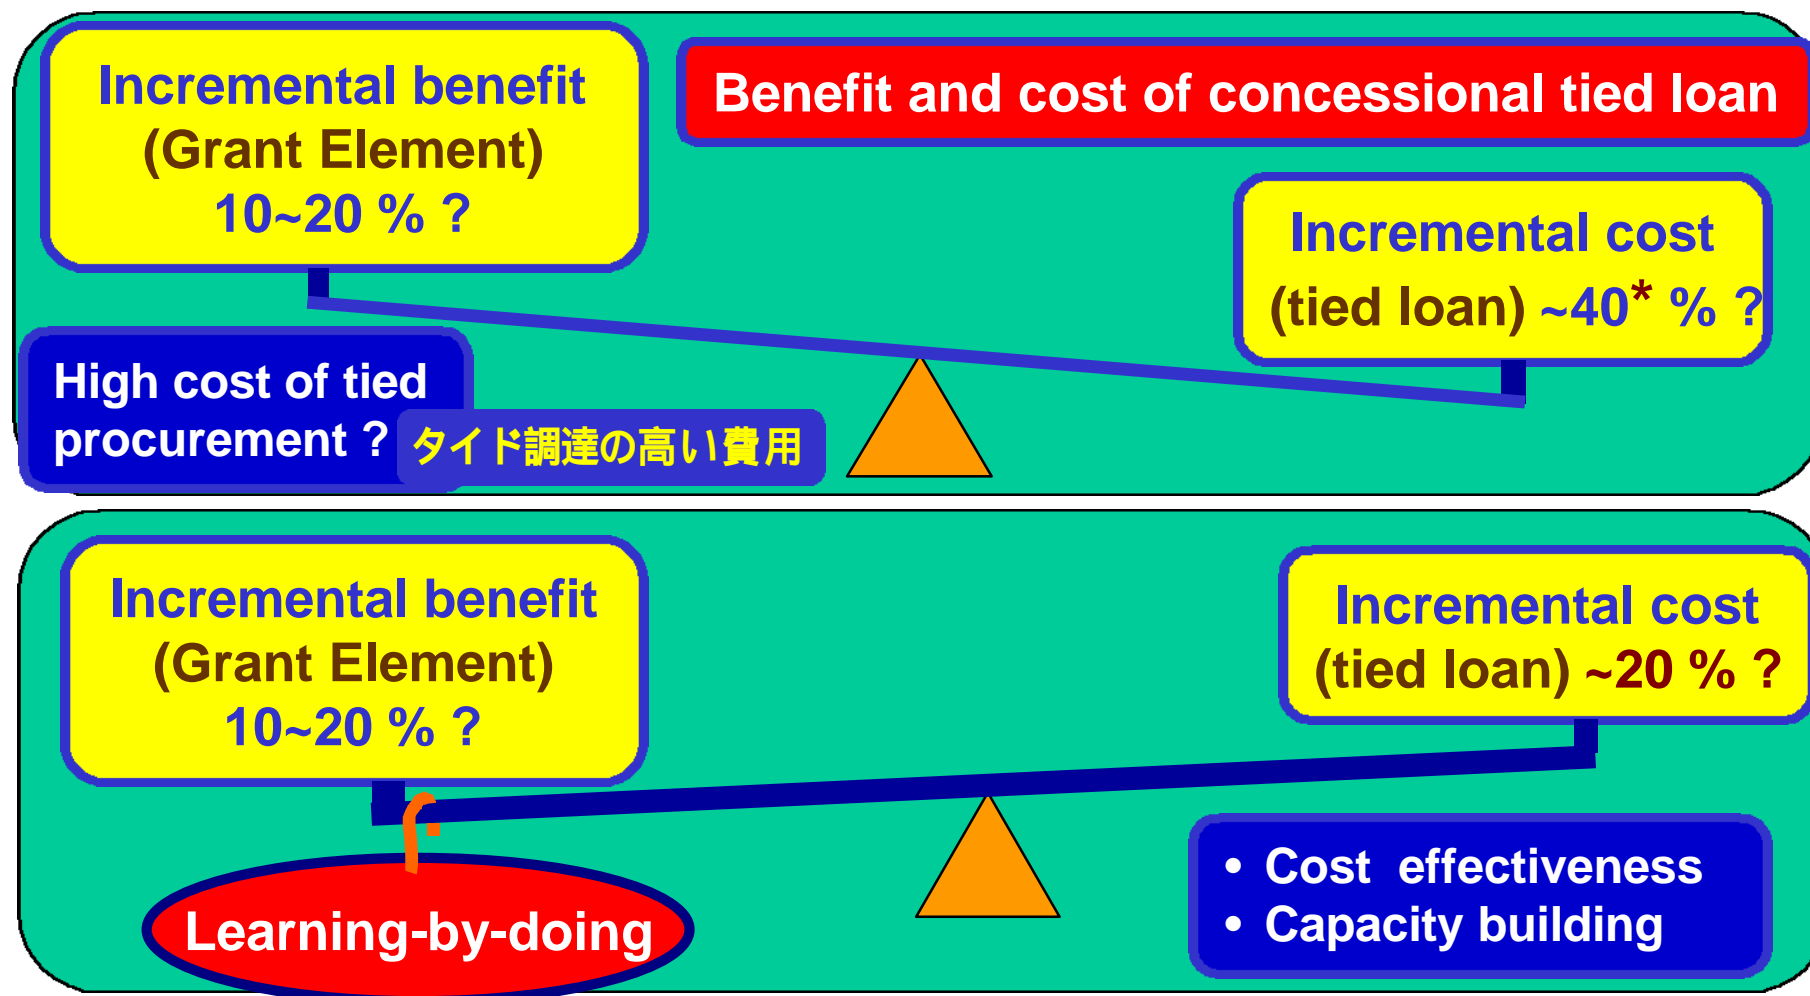 Incremental benefit
(Grant Element)
10~20 % ?
Benefit and cost of concessional tied loan
Incremental cost
(tied loan) ~40* % ?
High cost of tied
procurement ?
タイド調達の高い費用
Incremental benefit
(Grant Element)
10~20 % ?
Incremental cost
(tied loan) ~20 % ?
Learning-by-doing
• Cost effectiveness
• Capacity building